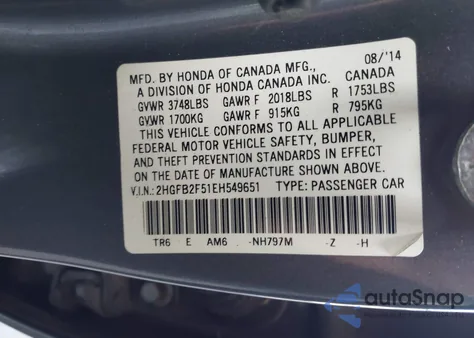 MFD. BY HONDA OF CANADA MFG., 08/'14
A DIVISION OF HONDA CANADA INC. CANADA
GVWR 3748LBS GAWR F 2018LBS R 1753LBS
GVWR 1700KG GAWR F 915KG R 795KG
THIS VEHICLE CONFORMS TO ALL APPLICABLE
FEDERAL MOTOR VEHICLE SAFETY, BUMPER,
AND THEFT PREVENTION STANDARDS IN EFFECT
ON THE DATE OF MANUFACTURE SHOWN ABOVE.
V.I.N.: 2HGFB2F51EH549651 TYPE: PASSENGER CAR
TR6 E AM6 -NH797M -Z -H
autoSnap